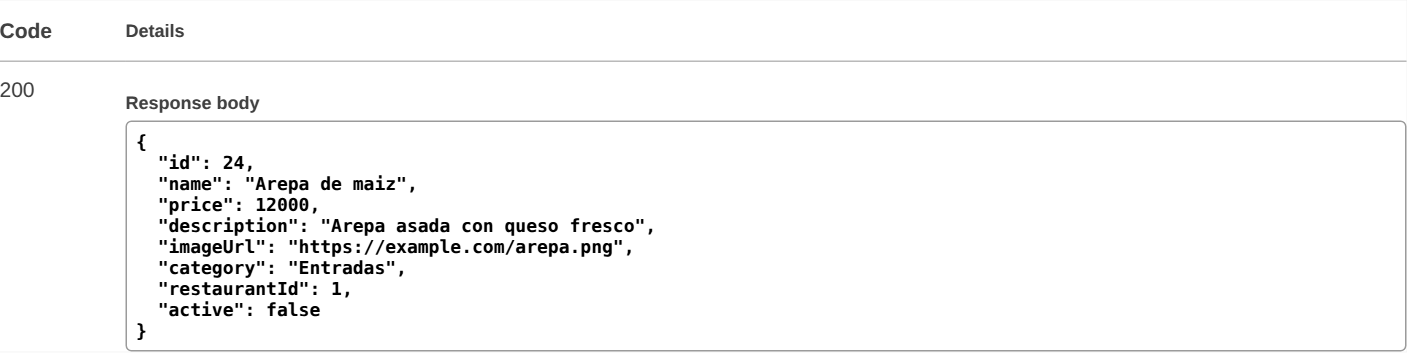 Code Details
200
Response body
{
  "id": 24,
  "name": "Arepa de maiz",
  "price": 12000,
  "description": "Arepa asada con queso fresco",
  "imageUrl": "https://example.com/arepa.png",
  "category": "Entradas",
  "restaurantId": 1,
  "active": false
}